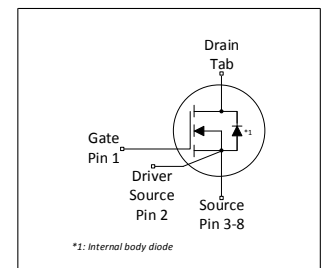 Drain
Tab
*1
Gate
Pin 1
Driver
Source
Pin 2
Source
Pin 3-8
*1: Internal body diode